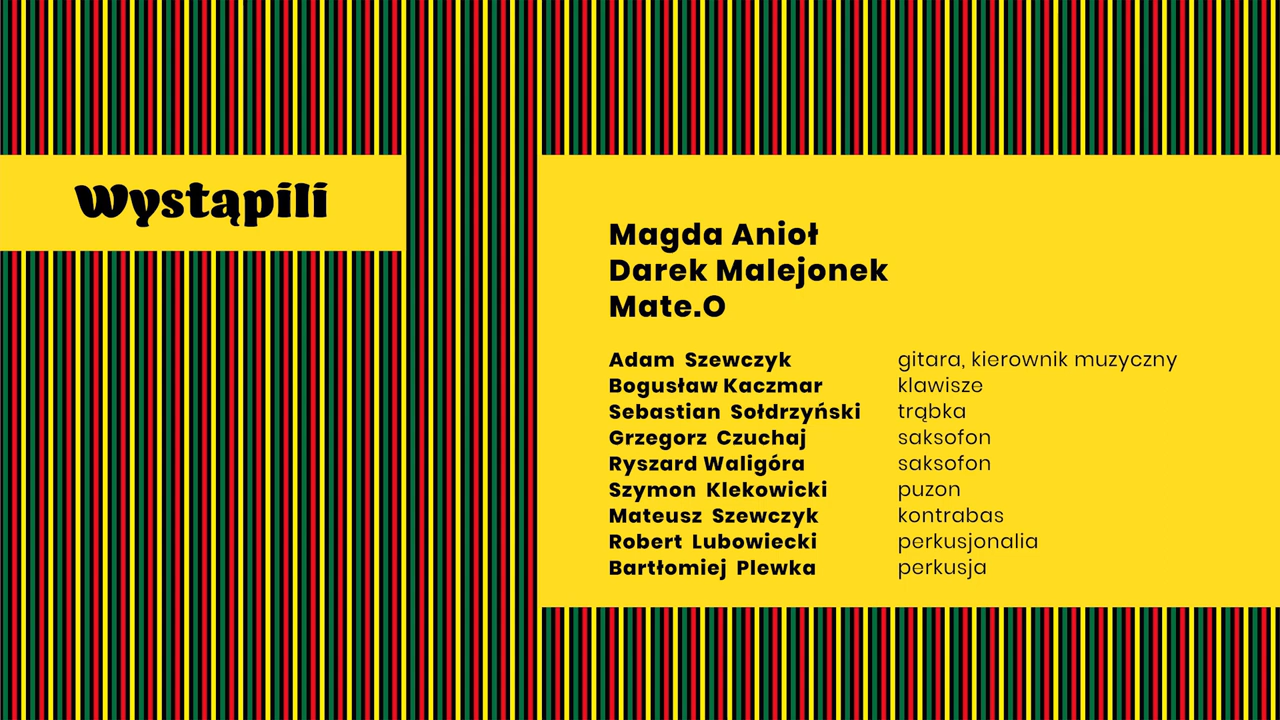 Wystąpili
Magda Anioł
Darek Malejonek
Mate.O
Adam Szewczyk gitara, kierownik muzyczny
Bogusław Kaczmar klawisze
Sebastian Sołdrzyński trąbka
Grzegorz Czuchaj saksofon
Ryszard Waligóra saksofon
Szymon Klekowicki puzon
Mateusz Szewczyk kontrabas
Robert Lubowiecki perkusjonalia
Bartłomiej Plewka perkusja